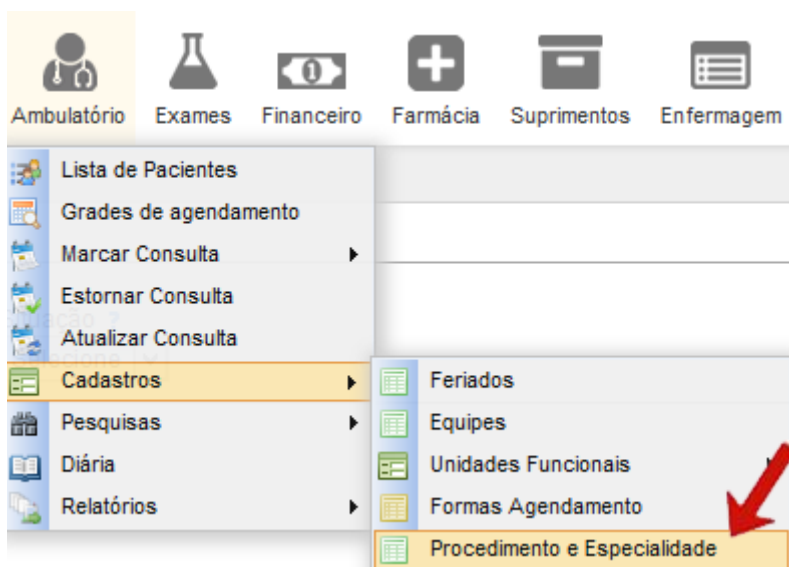 Ambulatório Exames Financeiro Farmácia Suprimentos Enfermagem
Lista de Pacientes
Grades de agendamento
Marcar Consulta
Estornar Consulta
Atualizar Consulta
Cadastros
Feriados
Pesquisas
Equipes
Diária
Unidades Funcionais
Relatórios
Formas Agendamento
Procedimento e Especialidade